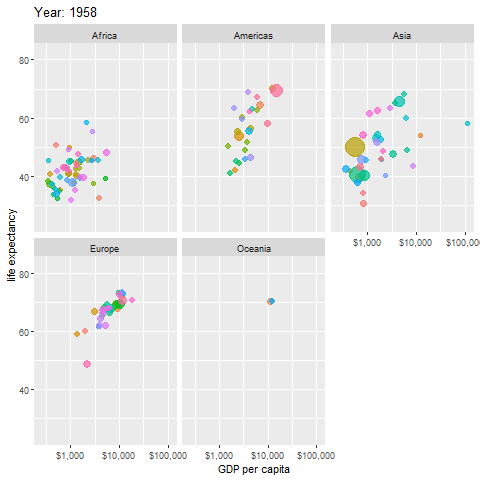 Year: 1958
Africa
Americas
Asia
80
60
40
$1,000
$10,000
$100,000
Europe
Oceania
80
60
40
$1,000
$10,000
$100,000
$1,000
$10,000
$100,000
life expectancy
GDP per capita